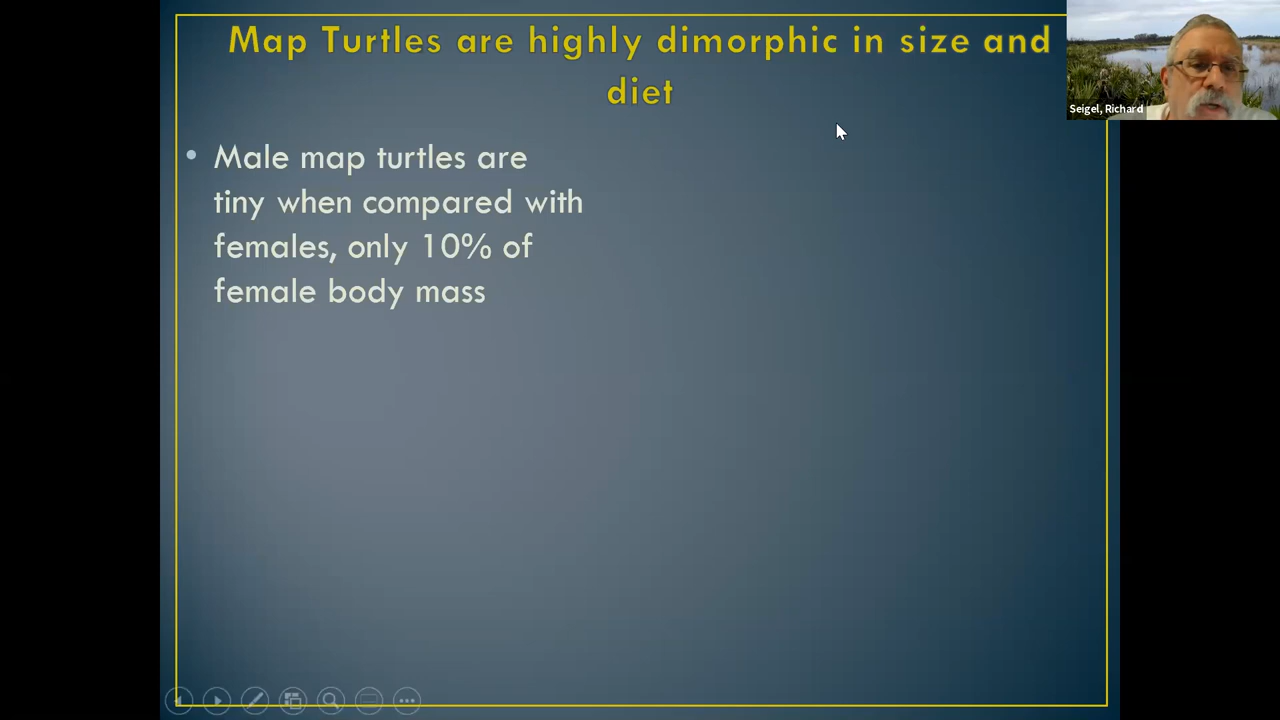 Map Turtles are highly dimorphic in size and
diet
Seigel, Richard
• Male map turtles are
tiny when compared with
females, only 10% of
female body mass